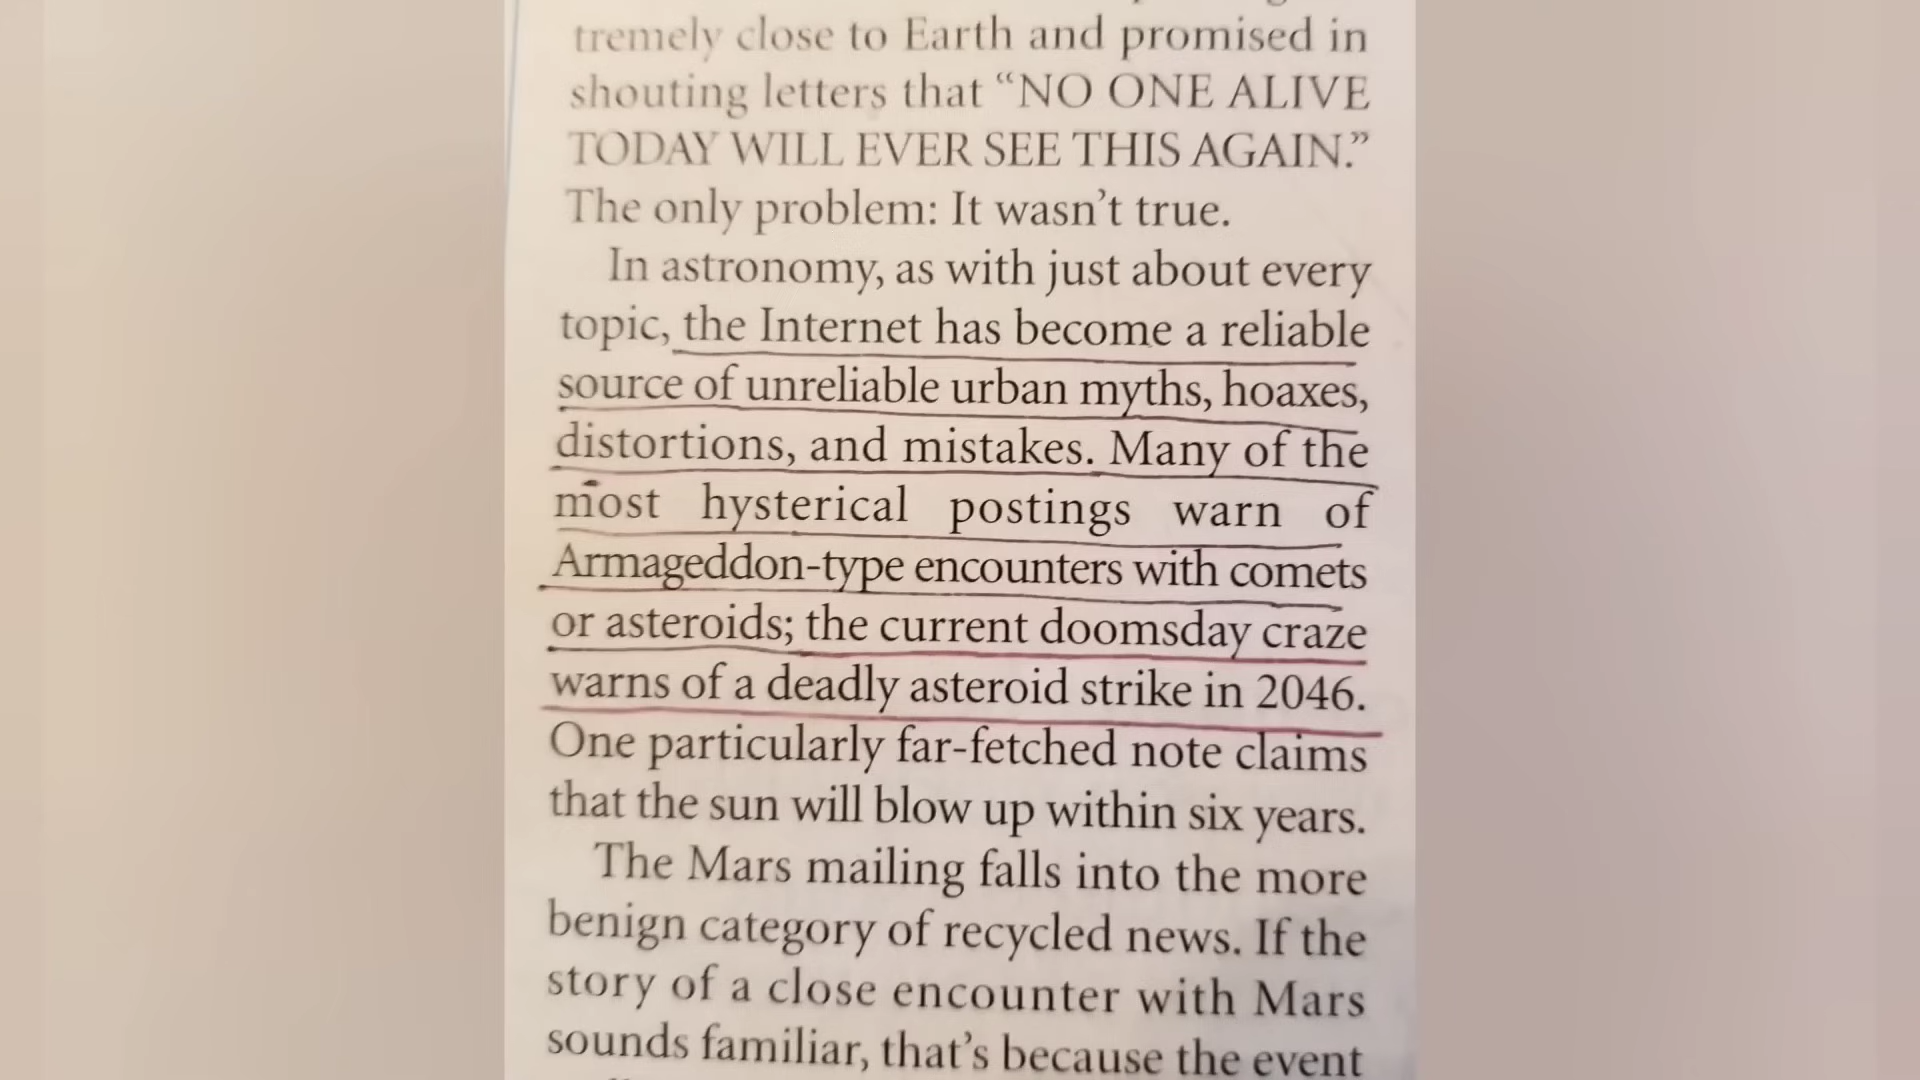 tremely close to Earth and promised in
shouting letters that “NO ONE ALIVE
TODAY WILL EVER SEE THIS AGAIN.”
The only problem: It wasn’t true.
In astronomy, as with just about every
topic, the Internet has become a reliable
source of unreliable urban myths, hoaxes,
distortions, and mistakes. Many of the
most hysterical postings warn of
Armageddon-type encounters with comets
or asteroids; the current doomsday craze
warns of a deadly asteroid strike in 2046.
One particularly far-fetched note claims
that the sun will blow up within six years.
The Mars mailing falls into the more
benign category of recycled news. If the
story of a close encounter with Mars
sounds familiar, that’s because the event